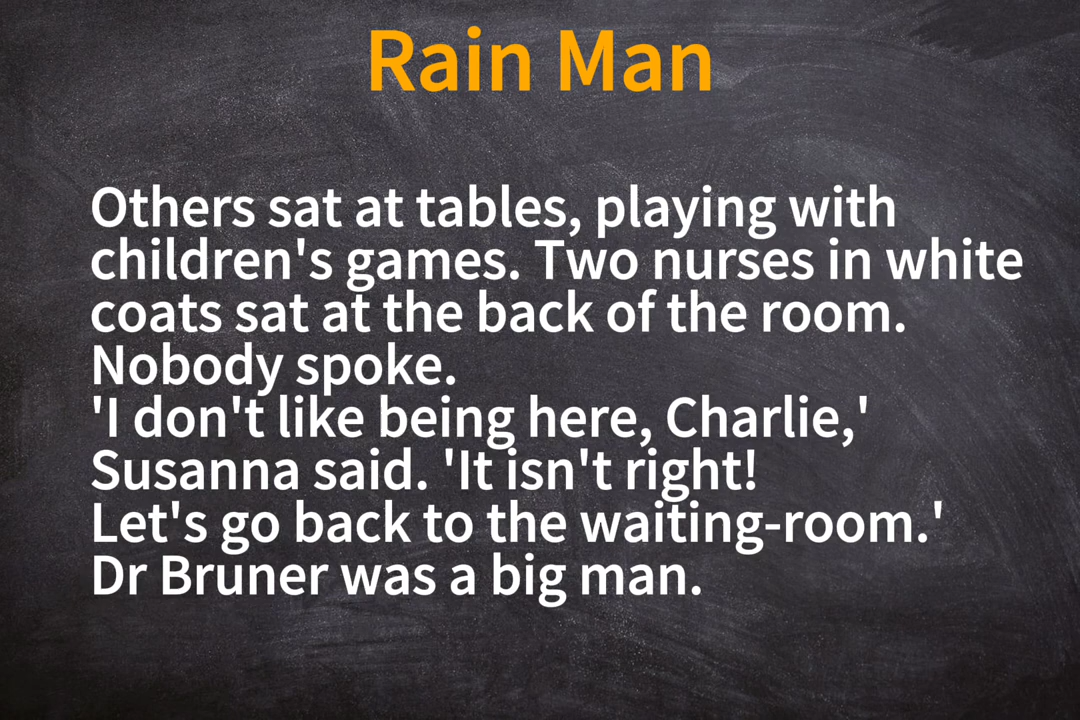 Rain Man
Others sat at tables, playing with
children's games. Two nurses in white
coats sat at the back of the room.
Nobody spoke.
'I don't like being here, Charlie,'
Susanna said. 'It isn't right!
Let's go back to the waiting-room.'
Dr Bruner was a big man.